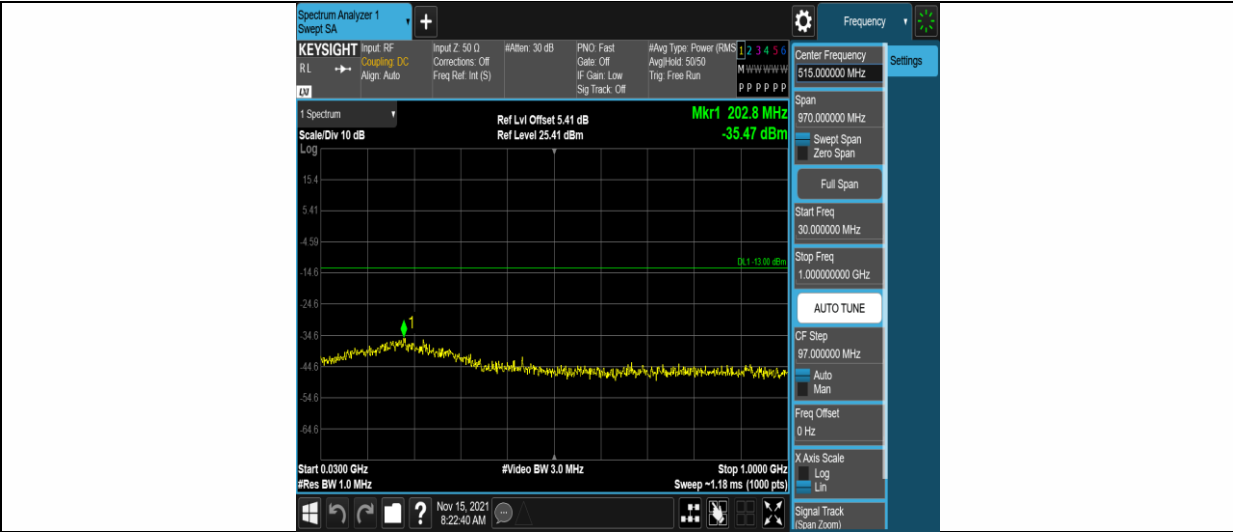 Spectrum Analyzer 1
Swept SA
+
Frequency
KEYSIGHT
RL
LXI
Input: RF
Coupling: DC
Align: Auto
Input Z: 50 Ω
Corrections: Off
Freq Ref: Int (S)
#Atten: 30 dB
PNO: Fast
Gate: Off
IF Gain: Low
Sig Track: Off
#Avg Type: Power (RMS
Avg|Hold: 50/50
Trig: Free Run
1 2 3 4 5 6
M W W W W W
P P P P P P
Center Frequency
515.000000 MHz
Settings
Span
970.000000 MHz
Swept Span
Zero Span
Full Span
Start Freq
30.000000 MHz
Stop Freq
1.000000000 GHz
AUTO TUNE
CF Step
97.000000 MHz
Auto
Man
Freq Offset
0 Hz
X Axis Scale
Log
Lin
Signal Track
(Span Zoom)
1 Spectrum
Scale/Div 10 dB
Log
Ref Lvl Offset 5.41 dB
Ref Level 25.41 dBm
Mkr1 202.8 MHz
-35.47 dBm
15.4
5.41
-4.59
DL1 -13.00 dBm
-14.6
-24.6
1
-34.6
-44.6
-54.6
-64.6
Start 0.0300 GHz
#Res BW 1.0 MHz
#Video BW 3.0 MHz
Stop 1.0000 GHz
Sweep ~1.18 ms (1000 pts)
?
Nov 15, 2021
8:22:40 AM